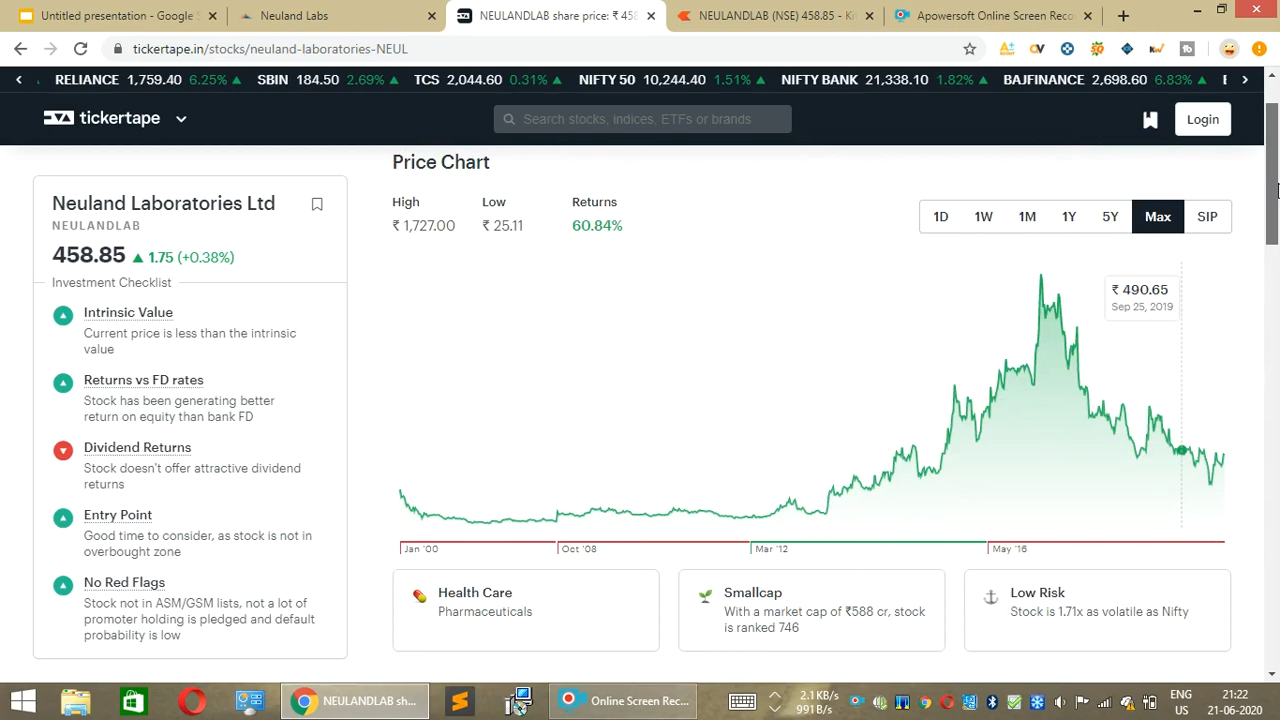 Untitled presentation - Google S
Neuland Labs
NEULANDLAB share price: ₹ 458
NEULANDLAB (NSE) 458.85 - Ki
Apowersoft Online Screen Reco
tickertape.in/stocks/neuland-laboratories-NEUL
RELIANCE 1,759.40 6.25% SBIN 184.50 2.69% TCS 2,044.60 0.31% NIFTY 50 10,244.40 1.51% NIFTY BANK 21,338.10 1.82% BAJFINANCE 2,698.60 6.83%
tickertape
Search stocks, indices, ETFs or brands
Login
Neuland Laboratories Ltd
NEULANDLAB
458.85 1.75 (+0.38%)
Investment Checklist
Intrinsic Value
Current price is less than the intrinsic
value
Returns vs FD rates
Stock has been generating better
return on equity than bank FD
Dividend Returns
Stock doesn't offer attractive dividend
returns
Entry Point
Good time to consider, as stock is not in
overbought zone
No Red Flags
Stock not in ASM/GSM lists, not a lot of
promoter holding is pledged and default
probability is low
Price Chart
High Low Returns
₹ 1,727.00 ₹ 25.11 60.84%
1D 1W 1M 1Y 5Y Max SIP
₹ 490.65
Sep 25, 2019
Jan '00 Oct '08 Mar '12 May '16
Health Care
Pharmaceuticals
Smallcap
With a market cap of ₹588 cr, stock
is ranked 746
Low Risk
Stock is 1.71x as volatile as Nifty
NEULANDLAB sha...
Online Screen Rec...
2.1 KB/s
991 B/s
ENG
US
21:22
21-06-2020